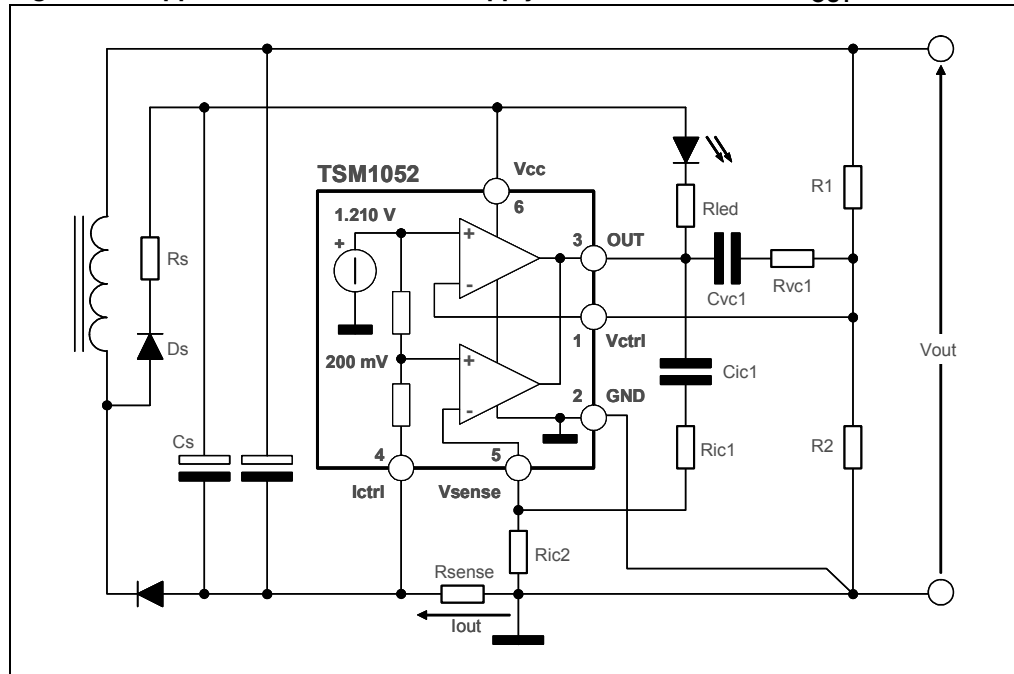 TSM1052
Vcc
6
1.210 V
+
+
-
3
OUT
Rled
R1
Cvc1
Rvc1
Rs
Ds
1
Vctrl
200 mV
+
-
2
GND
Cic1
Vout
Cs
4
5
Ictrl
Vsense
Ric1
R2
Ric2
Rsense
Iout